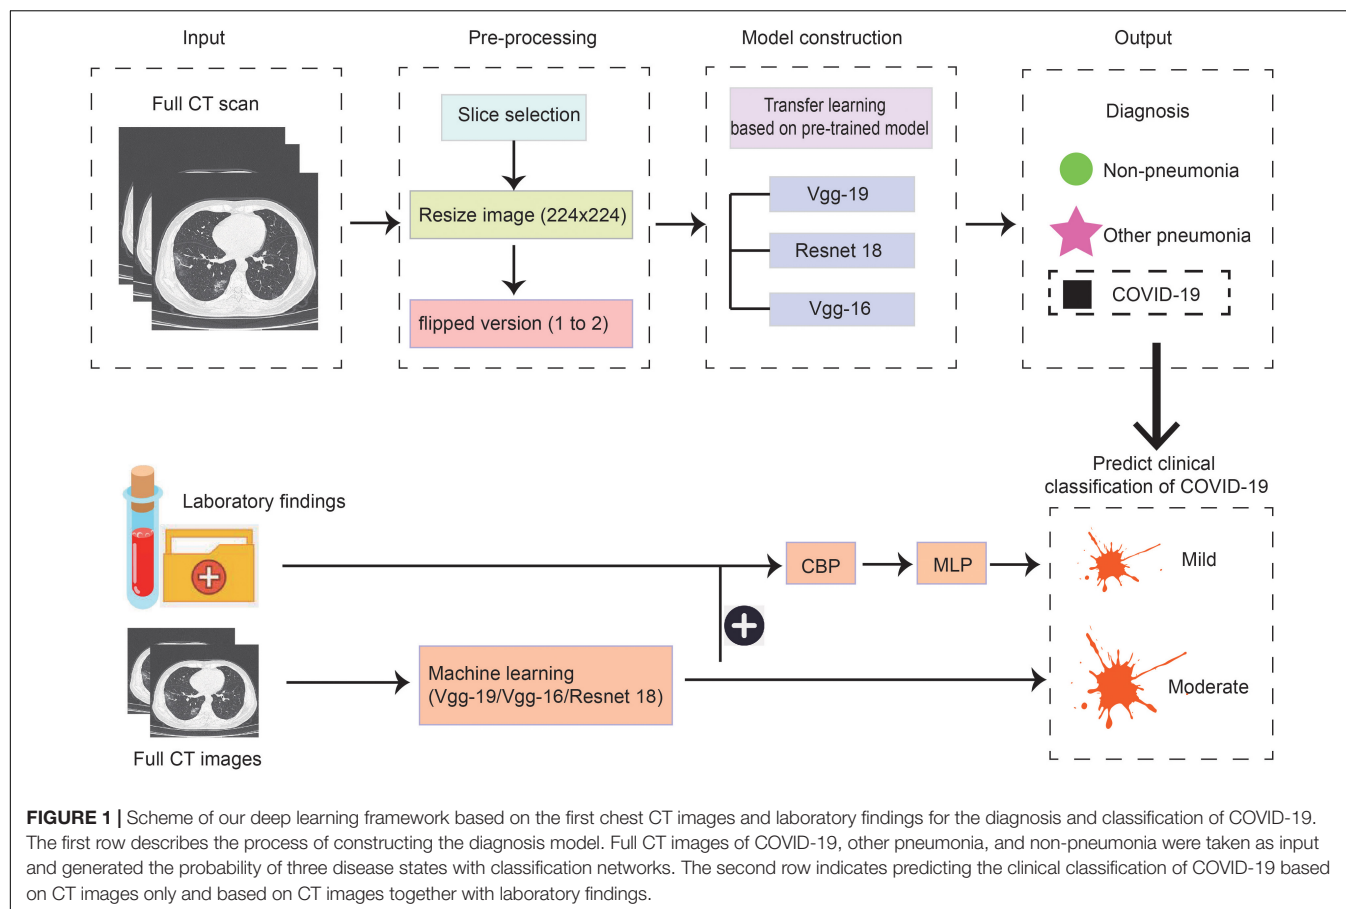 Input
Pre-processing
Model construction
Output
Full CT scan
Slice selection
Resize image (224x224)
flipped version (1 to 2)
Transfer learning
based on pre-trained model
Vgg-19
Resnet 18
Vgg-16
Diagnosis
Non-pneumonia
Other pneumonia
COVID-19
Predict clinical
classification of COVID-19
Laboratory findings
CBP
MLP
Mild
Machine learning
(Vgg-19/Vgg-16/Resnet 18)
Moderate
Full CT images
FIGURE 1 | Scheme of our deep learning framework based on the first chest CT images and laboratory findings for the diagnosis and classification of COVID-19.
The first row describes the process of constructing the diagnosis model. Full CT images of COVID-19, other pneumonia, and non-pneumonia were taken as input
and generated the probability of three disease states with classification networks. The second row indicates predicting the clinical classification of COVID-19 based
on CT images only and based on CT images together with laboratory findings.